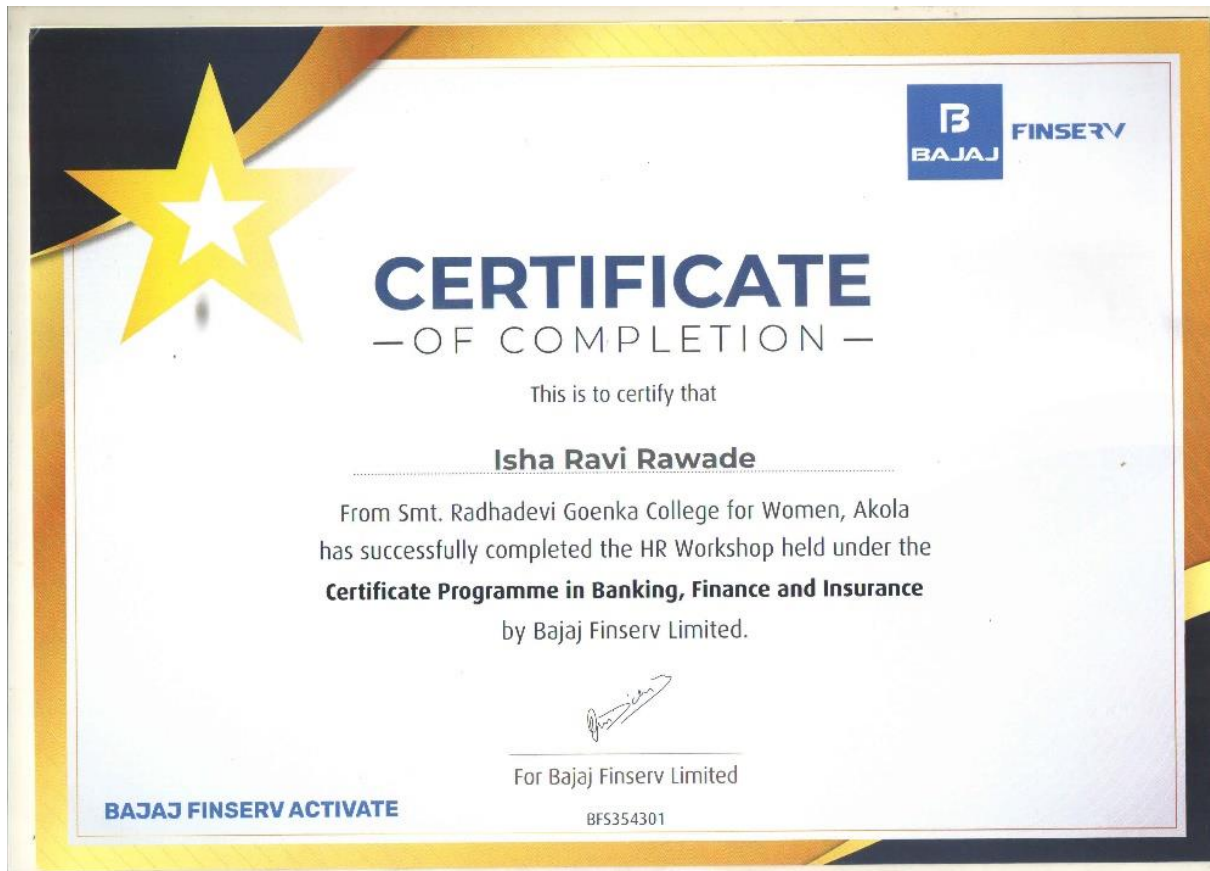 BAJAJ
FINSERV
CERTIFICATE
—OF COMPLETION—
This is to certify that
Isha Ravi Rawade
From Smt. Radhadevi Goenka College for Women, Akola
has successfully completed the HR Workshop held under the
Certificate Programme in Banking, Finance and Insurance
by Bajaj Finserv Limited.
For Bajaj Finserv Limited
BAJAJ FINSERV ACTIVATE
BFS354301